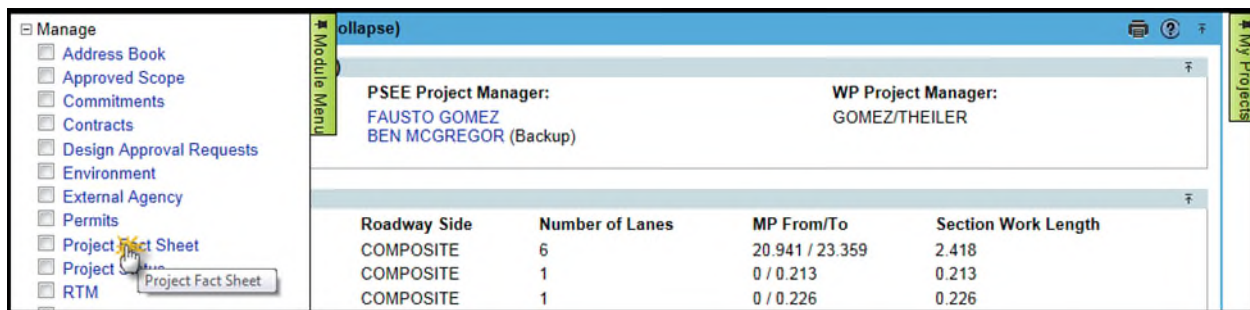 Manage
Address Book
Approved Scope
Commitments
Contracts
Design Approval Requests
Environment
External Agency
Permits
Project Fact Sheet
Project
Project Fact Sheet
RTM
Module Menu
ollapse)
)
PSEE Project Manager:
WP Project Manager:
FAUSTO GOMEZ
GOMEZ/THEILER
BEN MCGREGOR (Backup)
Roadway Side Number of Lanes MP From/To Section Work Length
COMPOSITE 6 20.941 / 23.359 2.418
COMPOSITE 1 0 / 0.213 0.213
COMPOSITE 1 0 / 0.226 0.226
My Projects